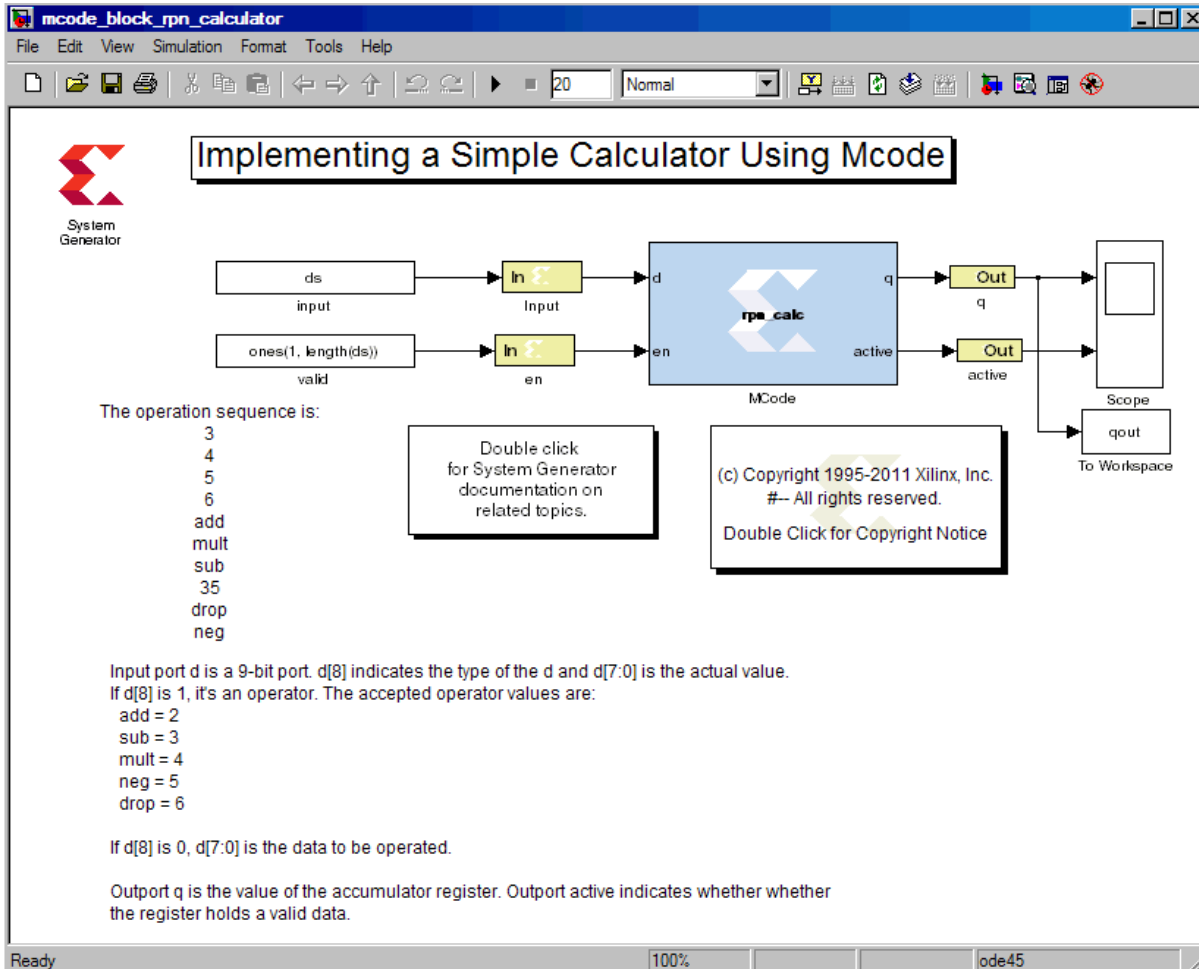 mcode_block_rpn_calculator
File Edit View Simulation Format Tools Help
20 Normal
Implementing a Simple Calculator Using Mcode
System
Generator
ds
input
In
Input
d
q
Out
q
rpn_calc
ones(1, length(ds))
valid
In
en
en
active
Out
active
MCode
Scope
qout
To Workspace
The operation sequence is:
3
4
5
6
add
mult
sub
35
drop
neg
Double click
for System Generator
documentation on
related topics.
(c) Copyright 1995-2011 Xilinx, Inc.
#-- All rights reserved.
Double Click for Copyright Notice
Input port d is a 9-bit port. d[8] indicates the type of the d and d[7:0] is the actual value.
If d[8] is 1, it's an operator. The accepted operator values are:
add = 2
sub = 3
mult = 4
neg = 5
drop = 6
If d[8] is 0, d[7:0] is the data to be operated.
Outport q is the value of the accumulator register. Outport active indicates whether whether
the register holds a valid data.
Ready 100% ode45